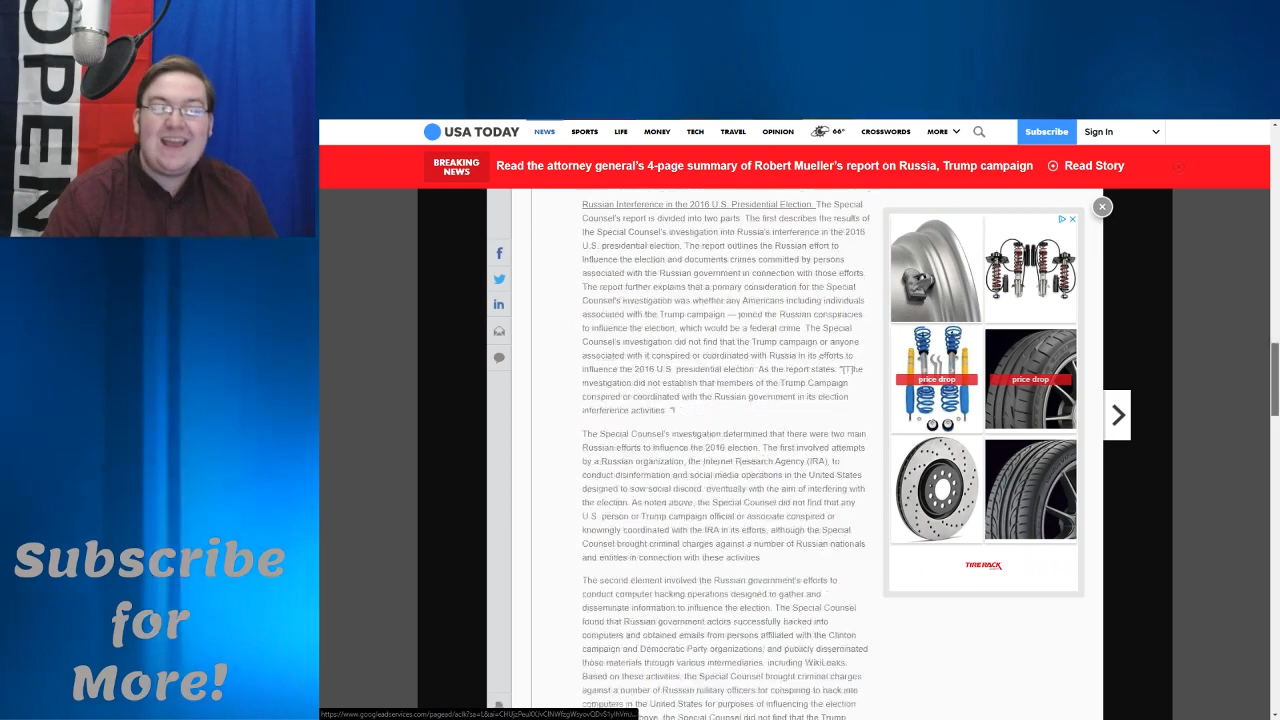 OPEN
USA TODAY
NEWS SPORTS LIFE MONEY TECH TRAVEL OPINION 66° CROSSWORDS MORE
Subscribe
Sign In
BREAKING
NEWS
Read the attorney general's 4-page summary of Robert Mueller's report on Russia, Trump campaign
Read Story
Russian Interference in the 2016 U.S. Presidential Election. The Special
Counsel's report is divided into two parts. The first describes the results of
the Special Counsel's investigation into Russia's interference in the 2016
U.S. presidential election. The report outlines the Russian effort to
influence the election and documents crimes committed by persons
associated with the Russian government in connection with those efforts.
The report further explains that a primary consideration for the Special
Counsel's investigation was whether any Americans including individuals
associated with the Trump campaign — joined the Russian conspiracies
to influence the election, which would be a federal crime. The Special
Counsel's investigation did not find that the Trump campaign or anyone
associated with it conspired or coordinated with Russia in its efforts to
influence the 2016 U.S. presidential election. As the report states: "[T]he
investigation did not establish that members of the Trump Campaign
conspired or coordinated with the Russian government in its election
interference activities."
The Special Counsel's investigation determined that there were two main
Russian efforts to influence the 2016 election. The first involved attempts
by a Russian organization, the Internet Research Agency (IRA), to
conduct disinformation and social media operations in the United States
designed to sow social discord, eventually with the aim of interfering with
the election. As noted above, the Special Counsel did not find that any
U.S. person or Trump campaign official or associate conspired or
knowingly coordinated with the IRA in its efforts, although the Special
Counsel brought criminal charges against a number of Russian nationals
and entities in connection with these activities.
The second element involved the Russian government's efforts to
conduct computer hacking operations designed to gather and
disseminate information to influence the election. The Special Counsel
found that Russian government actors successfully hacked into
computers and obtained emails from persons affiliated with the Clinton
campaign and Democratic Party organizations, and publicly disseminated
those materials through various intermediaries, including WikiLeaks.
Based on these activities, the Special Counsel brought criminal charges
against a number of Russian military officers for conspiring to hack into
computers in the United States for purposes of influencing the election
above, the Special Counsel did not find that the Trump
price drop
price drop
TIRE RACK
Subscribe
for
More!